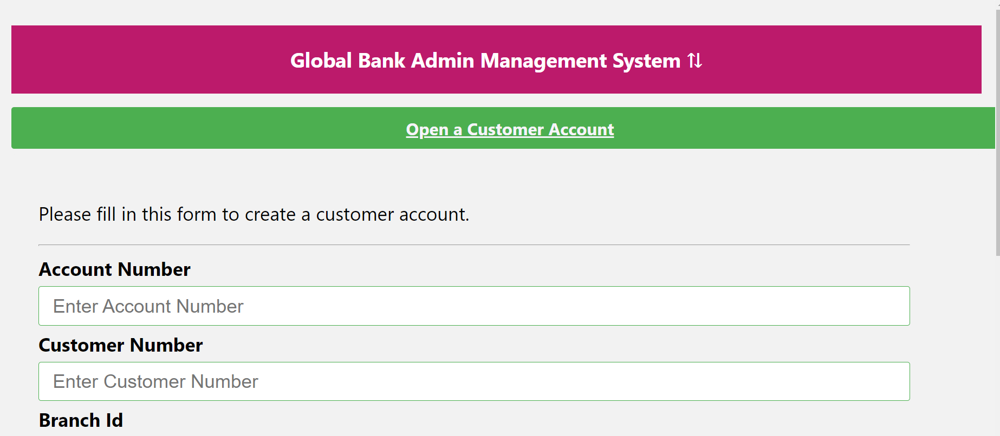 Global Bank Admin Management System ⇅
Open a Customer Account
Please fill in this form to create a customer account.
Account Number
Enter Account Number
Customer Number
Enter Customer Number
Branch Id